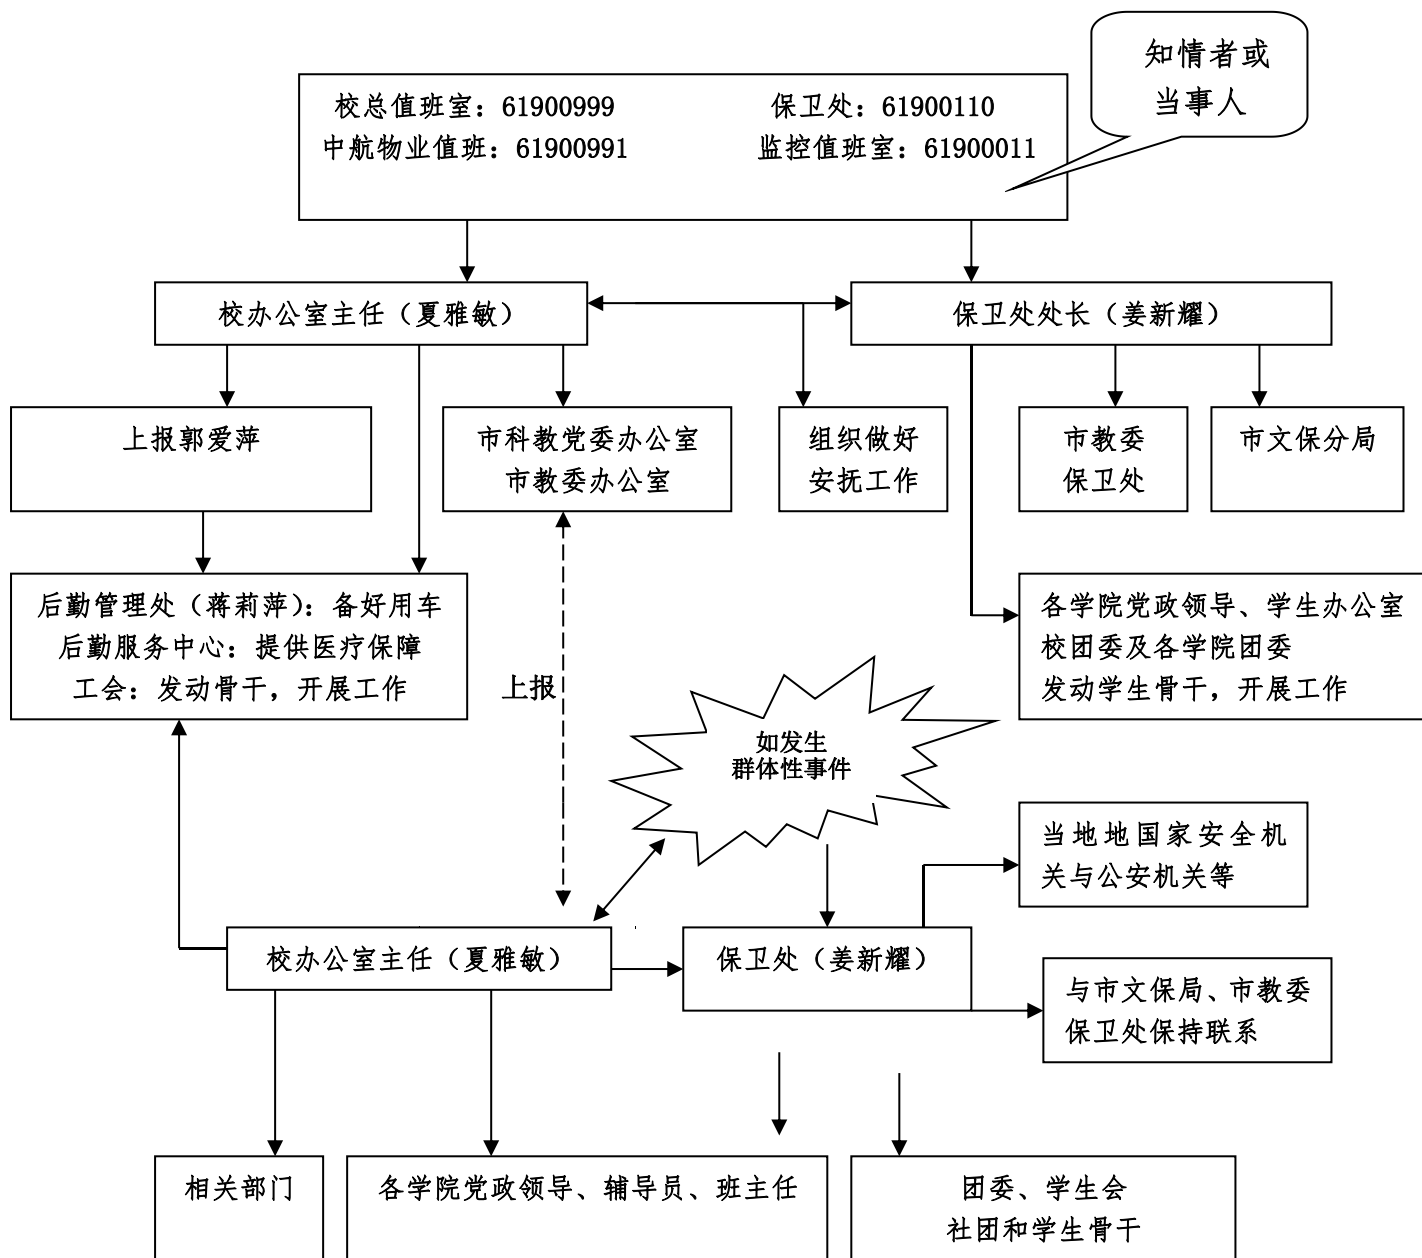 知情者或
当事人
校总值班室：61900999 保卫处：61900110
中航物业值班：61900991 监控值班室：61900011
校办公室主任（夏雅敏）
保卫处处长（姜新耀）
上报郭爱萍
市科教党委办公室
市教委办公室
组织做好
安抚工作
市教委
保卫处
市文保分局
后勤管理处（蒋莉萍）：备好用车
后勤服务中心：提供医疗保障
工会：发动骨干，开展工作
各学院党政领导、学生办公室
校团委及各学院团委
发动学生骨干，开展工作
上报
如发生
群体性事件
当地地国家安全机
关与公安机关等
校办公室主任（夏雅敏）
保卫处（姜新耀）
与市文保局、市教委
保卫处保持联系
相关部门
各学院党政领导、辅导员、班主任
团委、学生会
社团和学生骨干